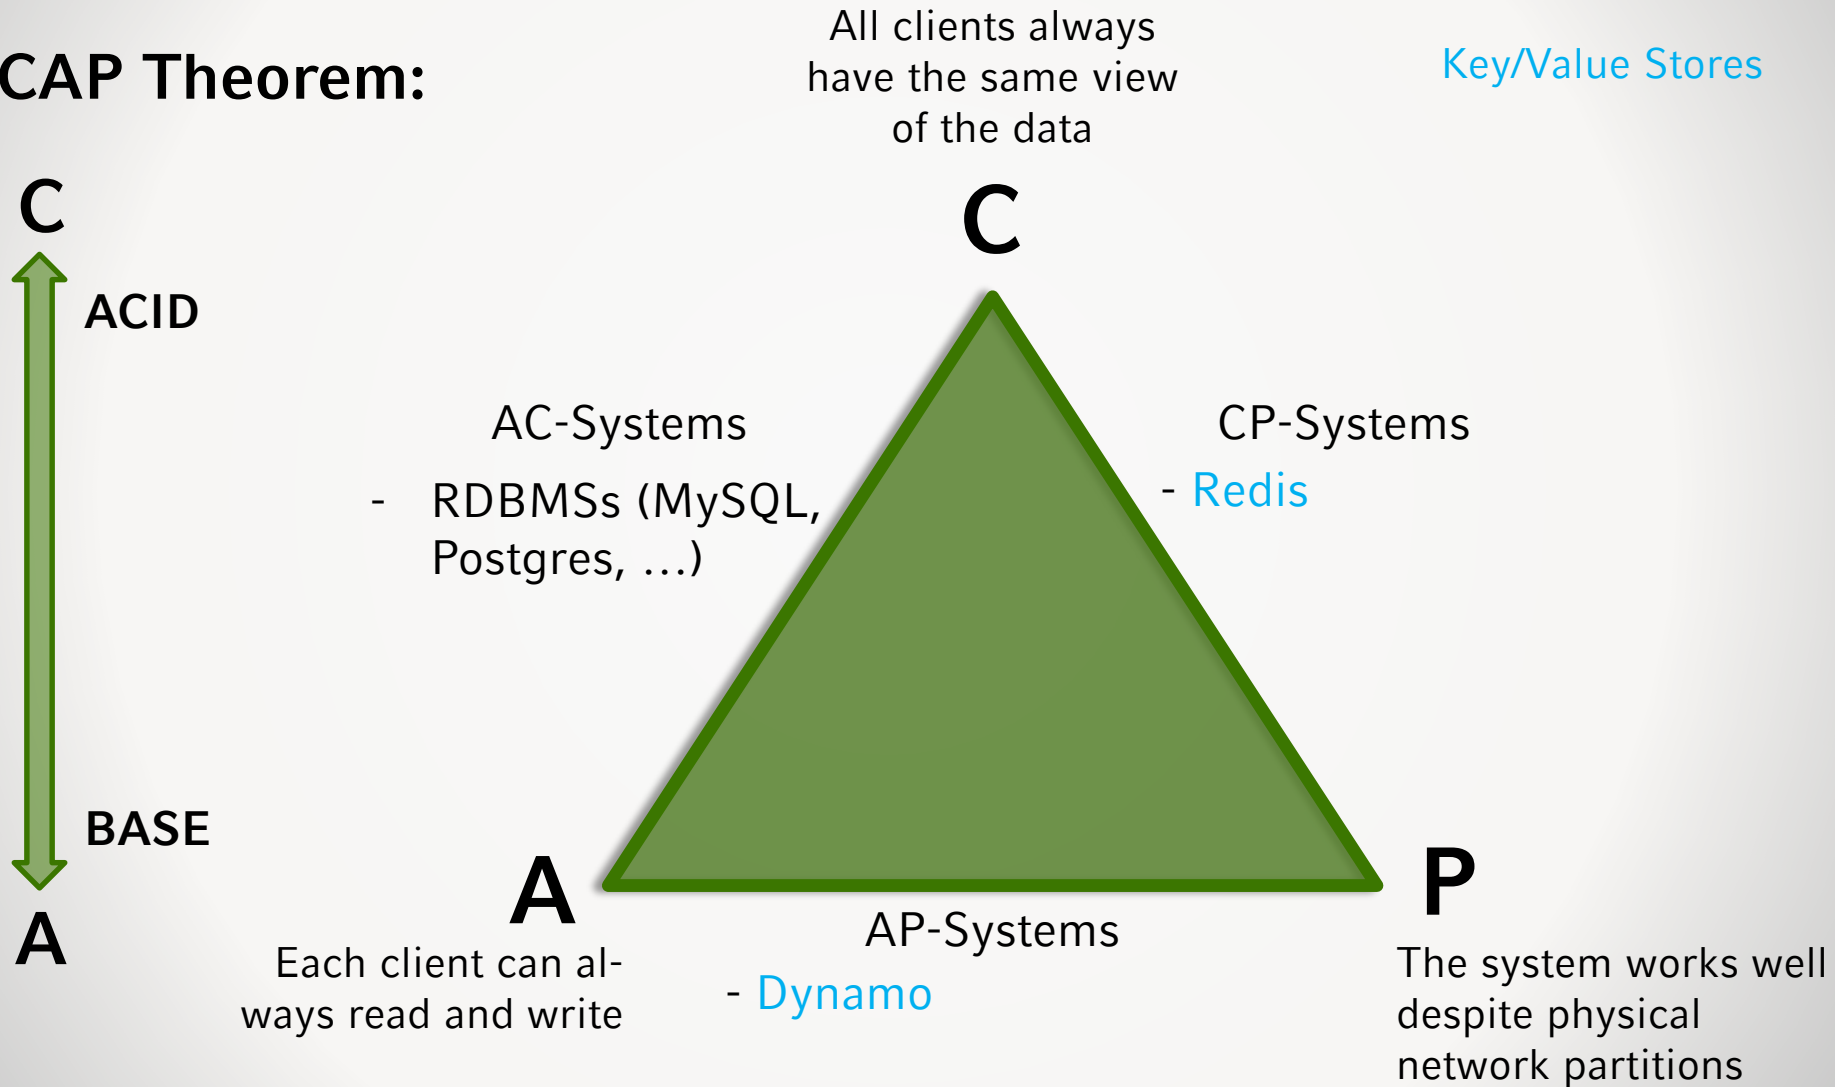 CAP Theorem:
All clients always
have the same view
of the data
Key/Value Stores
C
ACID
BASE
A
C
AC-Systems
- RDBMSs (MySQL,
Postgres, …)
CP-Systems
- Redis
A
Each client can al-
ways read and write
AP-Systems
- Dynamo
P
The system works well
despite physical
network partitions